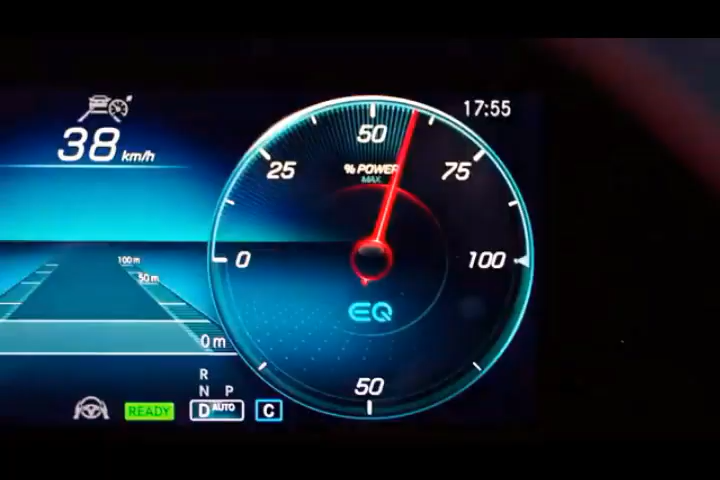 17:55
38 km/h
50
25
75
% POWER
MAX
0
100
100 m
50 m
0 m
EQ
50
R
N P
D AUTO
READY
C